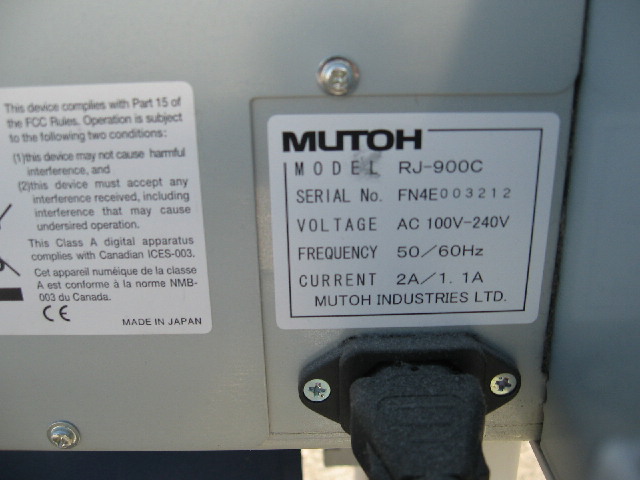 This device complies with Part 15 of
the FCC Rules. Operation is subject
to the following two conditions:
(1)this device may not cause harmful
interference, and
(2)this device must accept any
interference received, including
interference that may cause
undersired operation.
This Class A digital apparatus
complies with Canadian ICES-003.
Cet appareil numéique de la classe
A est conforme à la norme NMB-
003 du Canada.
CE
MADE IN JAPAN
MUTOH
MODEL RJ-900C
SERIAL No. FN4E003212
VOLTAGE AC 100V-240V
FREQUENCY 50/60Hz
CURRENT 2A/1.1A
MUTOH INDUSTRIES LTD.